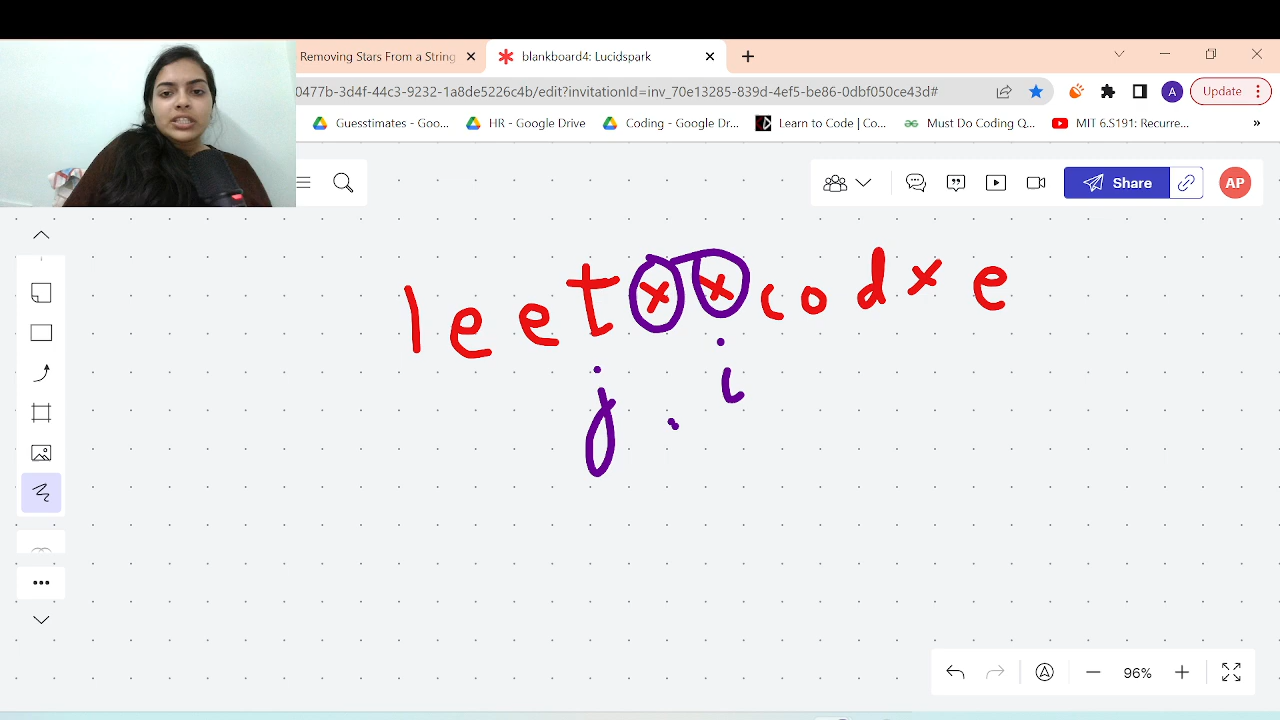 Removing Stars From a String
blankboard4: Lucidspark
0477b-3d4f-44c3-9232-1a8de5226c4b/edit?invitationId=inv_70e13285-839d-4ef5-be86-0dbf050ce43d#
A
Update
Guesstimates - Goo...
HR - Google Drive
Coding - Google Dr...
Learn to Code | Co...
Must Do Coding Q...
MIT 6.S191: Recurre...
»
Share
AP
leet××cod×e
j i
96%